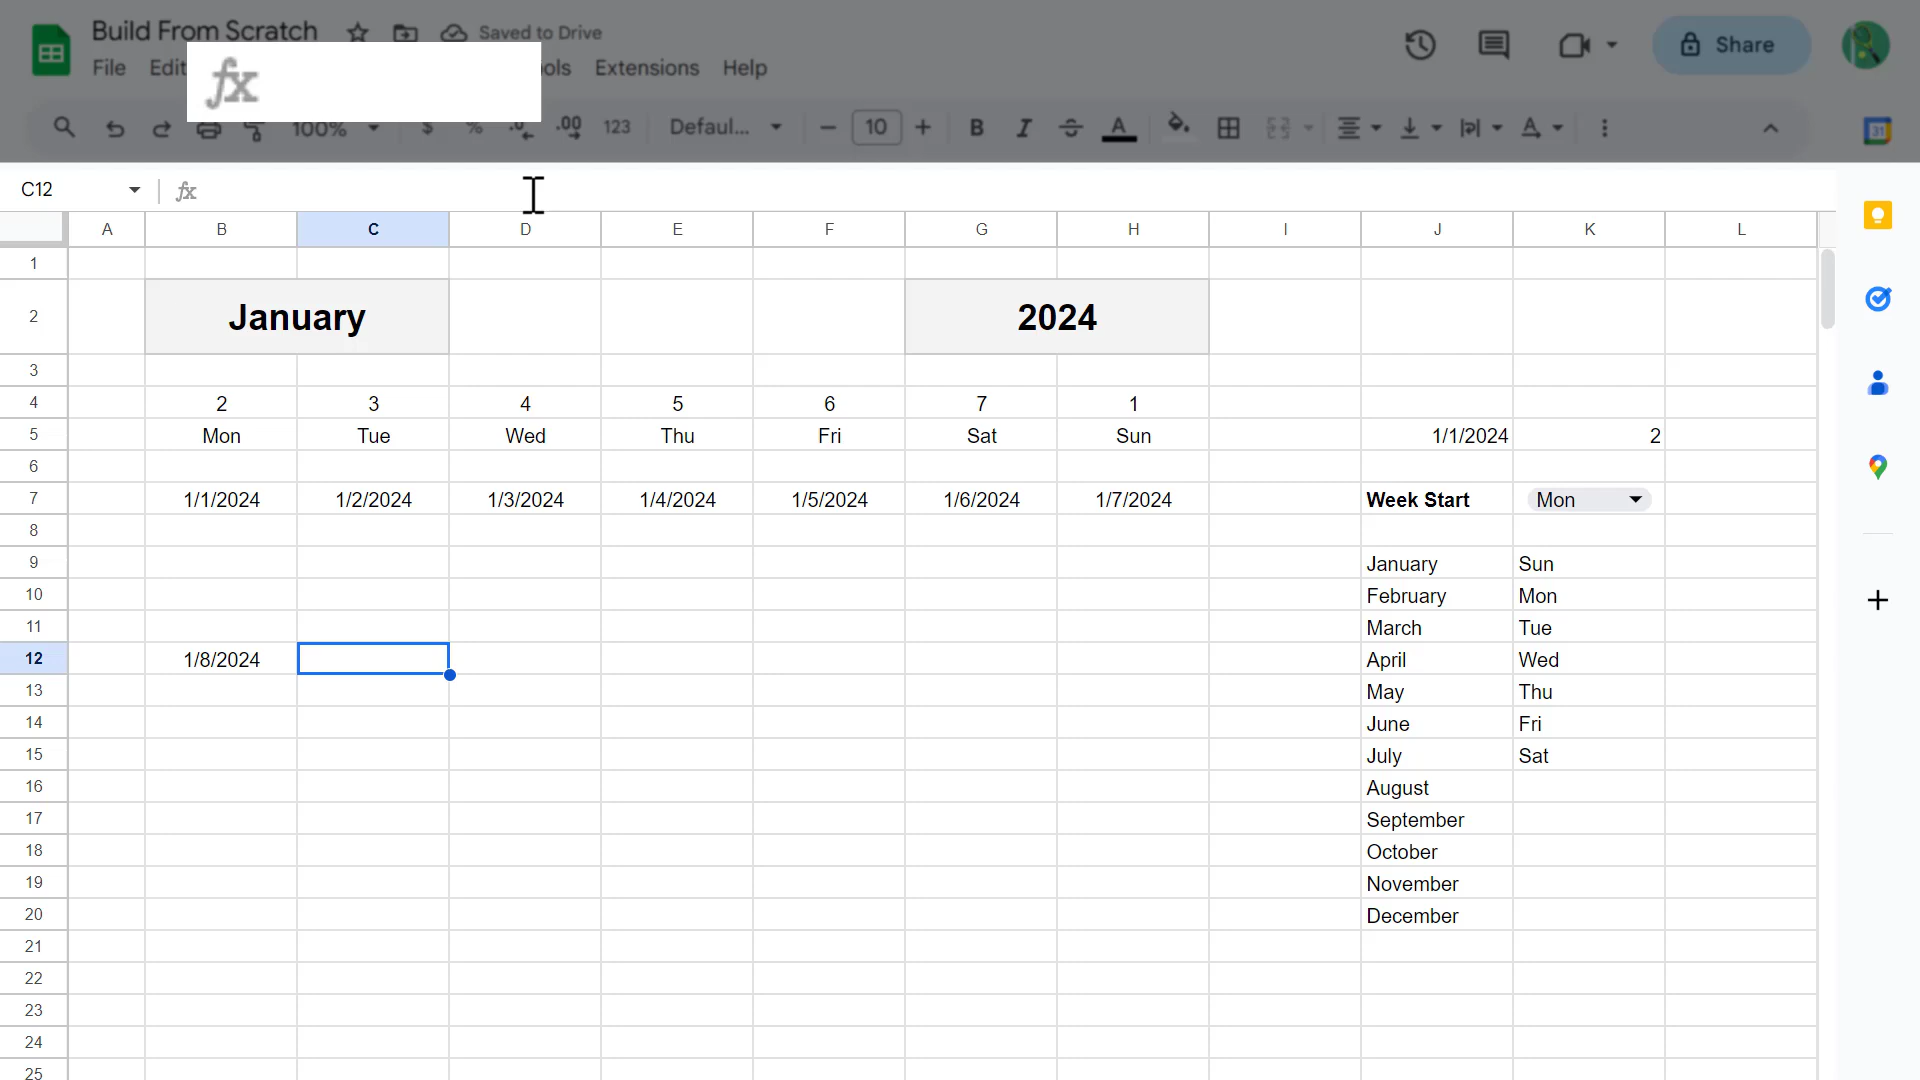 Build From Scratch Saved to Drive
File Edit ools Extensions Help
Share
fx
100% $ % .0 .00 123 Defaul... 10 B I S A
31
C12 fx
A B C D E F G H I J K L
1
2 January 2024
3
4 2 3 4 5 6 7 1
5 Mon Tue Wed Thu Fri Sat Sun 1/1/2024 2
6
7 1/1/2024 1/2/2024 1/3/2024 1/4/2024 1/5/2024 1/6/2024 1/7/2024 Week Start Mon
8
9 January Sun
10 February Mon
11 March Tue
12 1/8/2024 April Wed
13 May Thu
14 June Fri
15 July Sat
16 August
17 September
18 October
19 November
20 December
21
22
23
24
25